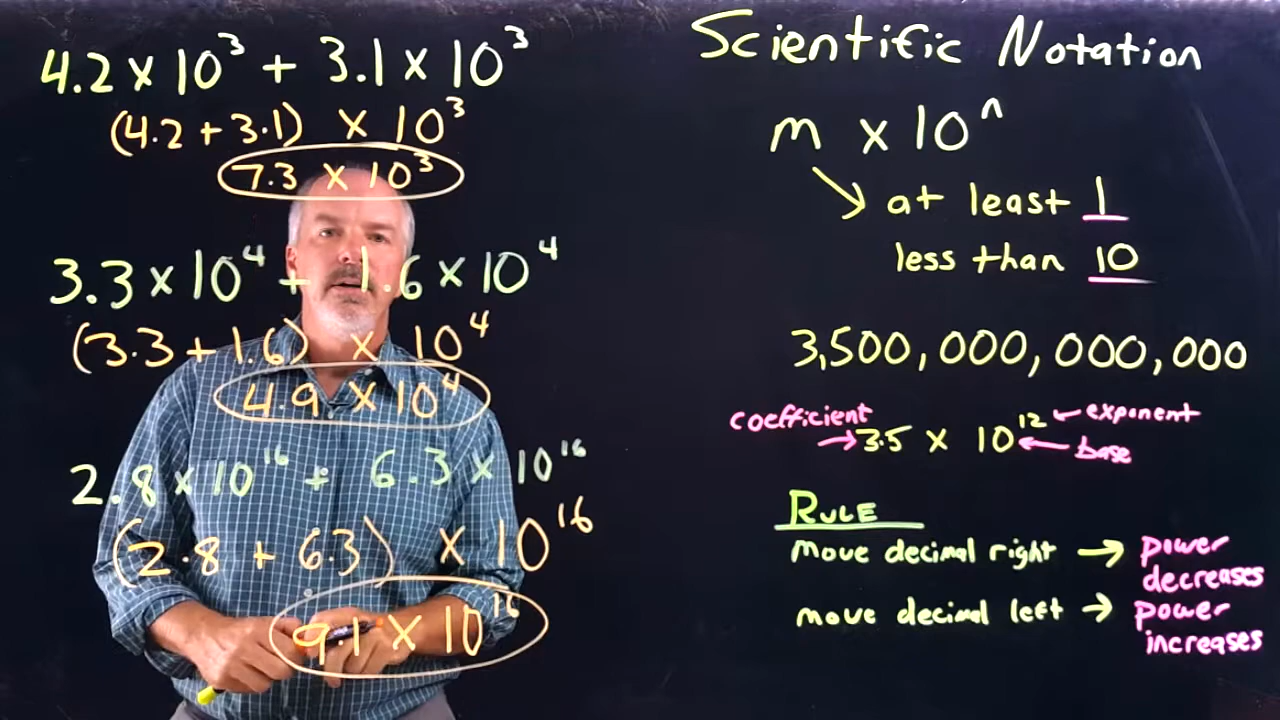 4.2 x 10³ + 3.1 x 10³
(4.2 + 3.1) x 10³
7.3 x 10³
3.3 x 10⁴ + 1.6 x 10⁴
(3.3 + 1.6) x 10⁴
4.9 x 10⁴
2.8 x 10¹⁶ + 6.3 x 10¹⁶
(2.8 + 6.3) x 10¹⁶
9.1 x 10¹⁶
Scientific Notation
m x 10ⁿ
at least 1
less than 10
3,500,000,000,000
coefficient
3.5 x 10¹²
exponent
base
RULE
move decimal right → power decreases
move decimal left → power increases